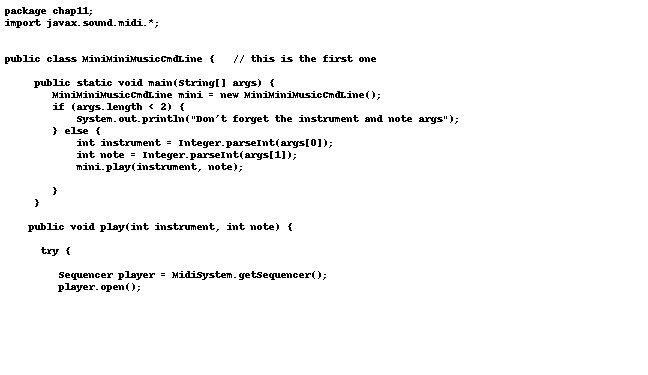 package chap11;
import javax.sound.midi.*;
public class MiniMiniMusicCmdLine {   // this is the first one
public static void main(String[] args) {
MiniMiniMusicCmdLine mini = new MiniMiniMusicCmdLine();
if (args.length < 2) {
System.out.println("Don't forget the instrument and note args");
} else {
int instrument = Integer.parseInt(args[0]);
int note = Integer.parseInt(args[1]);
mini.play(instrument, note);
}
}
public void play(int instrument, int note) {
try {
Sequencer player = MidiSystem.getSequencer();
player.open();